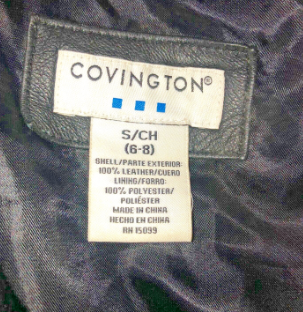 COVINGTON®
S/CH
(6-8)
SHELL/PARTE EXTERIOR:
100% LEATHER/CUERO
LINING/FORRO:
100% POLYESTER/
POLIÉSTER
MADE IN CHINA
HECHO EN CHINA
RN 15099